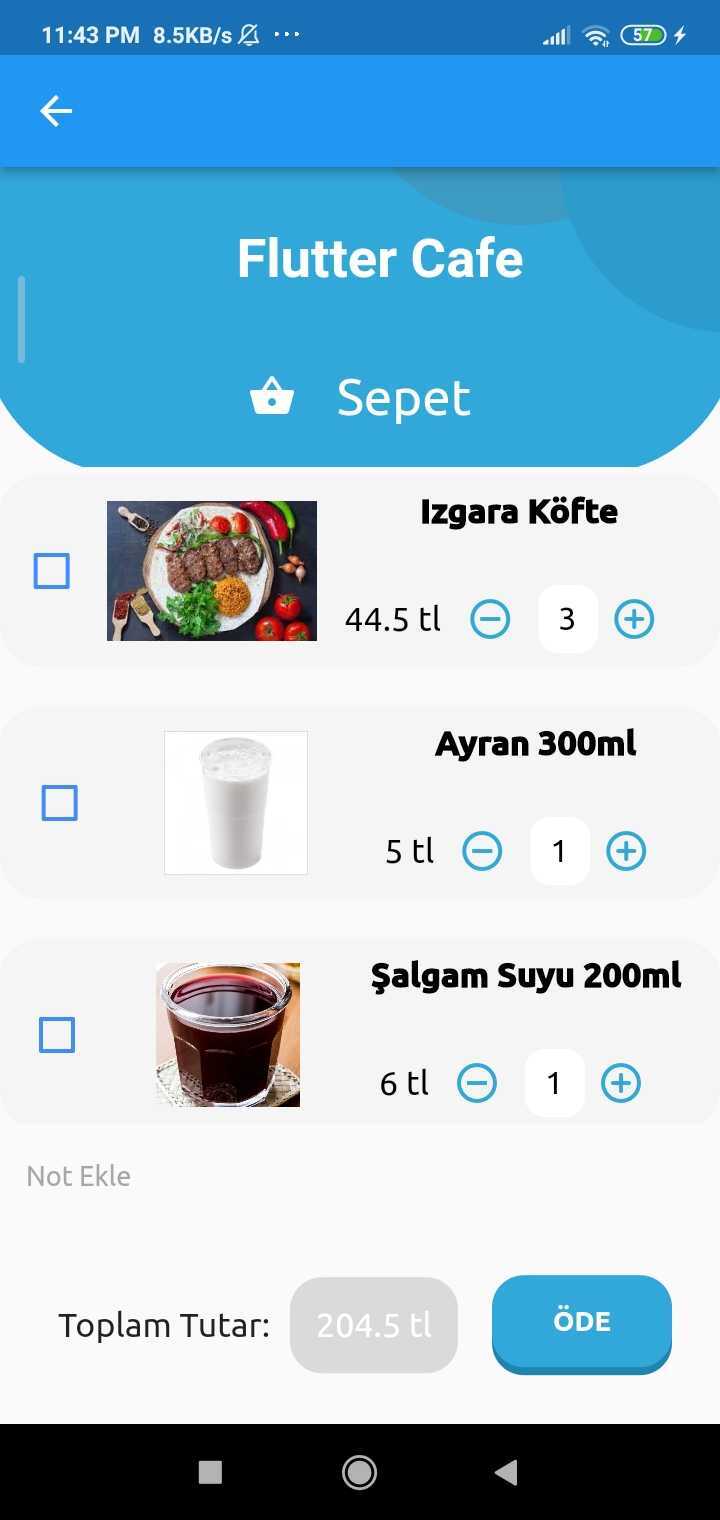 11:43 PM 8.5KB/s ... 57
Flutter Cafe
Sepet
Izgara Köfte
44.5 tl 3
Ayran 300ml
5 tl 1
Şalgam Suyu 200ml
6 tl 1
Not Ekle
Toplam Tutar: 204.5 tl ÖDE